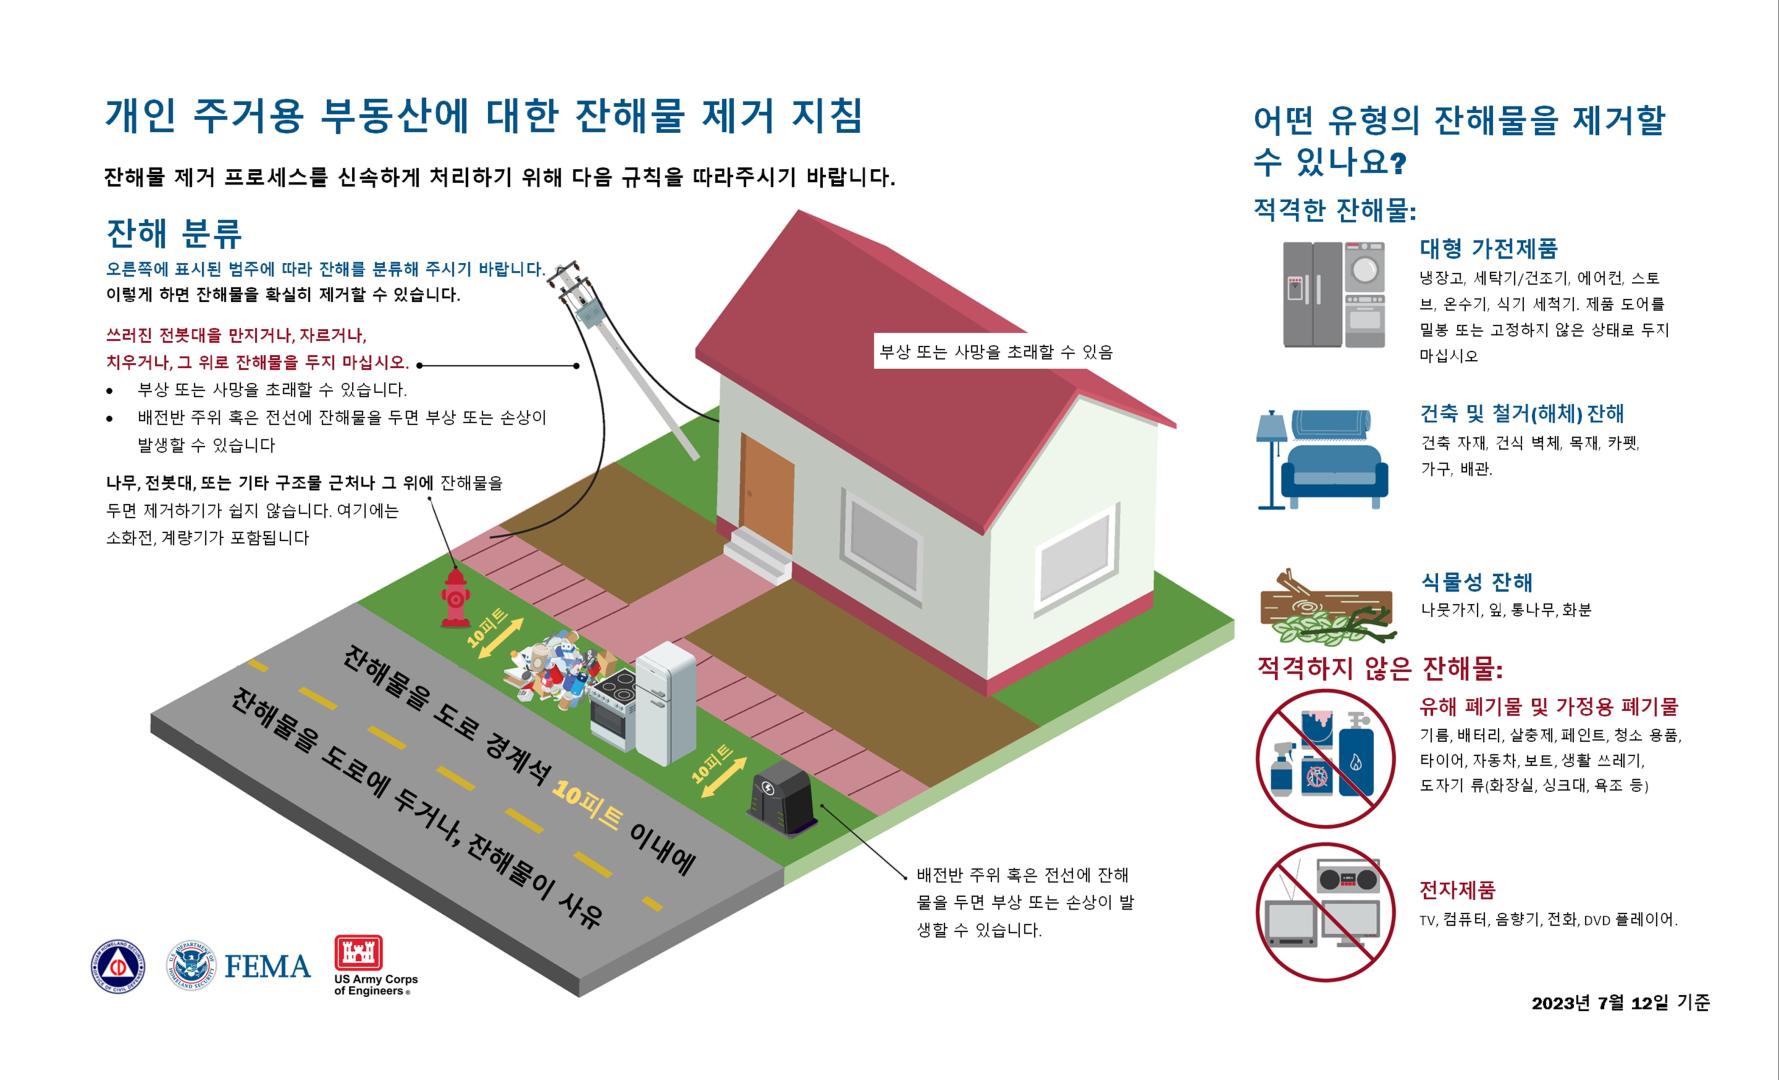 개인 주거용 부동산에 대한 잔해물 제거 지침
잔해물 제거 프로세스를 신속하게 처리하기 위해 다음 규칙을 따라주시기 바랍니다.
잔해 분류
오른쪽에 표시된 범주에 따라 잔해를 분류해 주시기 바랍니다.
이렇게 하면 잔해물을 확실히 제거할 수 있습니다.
쓰러진 전봇대을 만지거나, 자르거나,
치우거나, 그 위로 잔해물을 두지 마십시오.
• 부상 또는 사망을 초래할 수 있습니다.
• 배전반 주위 혹은 전선에 잔해물을 두면 부상 또는 손상이
발생할 수 있습니다
나무, 전봇대, 또는 기타 구조물 근처나 그 위에 잔해물을
두면 제거하기가 쉽지 않습니다. 여기에는
소화전, 계량기가 포함됩니다
부상 또는 사망을 초래할 수 있음
10피트
10피트
잔해물을 도로 경계석 10피트 이내에
잔해물을 도로에 두거나, 잔해물이 사유
배전반 주위 혹은 전선에 잔해
물을 두면 부상 또는 손상이 발
생할 수 있습니다.
어떤 유형의 잔해물을 제거할
수 있나요?
적격한 잔해물:
대형 가전제품
냉장고, 세탁기/건조기, 에어컨, 스토
브, 온수기, 식기 세척기. 제품 도어를
밀봉 또는 고정하지 않은 상태로 두지
마십시오
건축 및 철거(해체) 잔해
건축 자재, 건식 벽체, 목재, 카펫,
가구, 배관.
식물성 잔해
나뭇가지, 잎, 통나무, 화분
적격하지 않은 잔해물:
유해 폐기물 및 가정용 폐기물
기름, 배터리, 살충제, 페인트, 청소 용품,
타이어, 자동차, 보트, 생활 쓰레기,
도자기 류(화장실, 싱크대, 욕조 등)
전자제품
TV, 컴퓨터, 음향기, 전화, DVD 플레이어.
CD
FEMA
US Army Corps
of Engineers®
2023년 7월 12일 기준